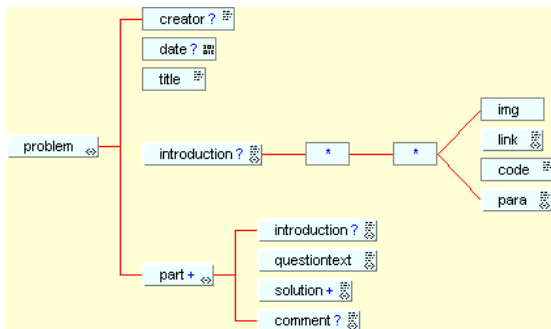 creator ?
date ?
title
problem
introduction ?
*
*
img
link
code
para
part +
introduction ?
questiontext
solution +
comment ?